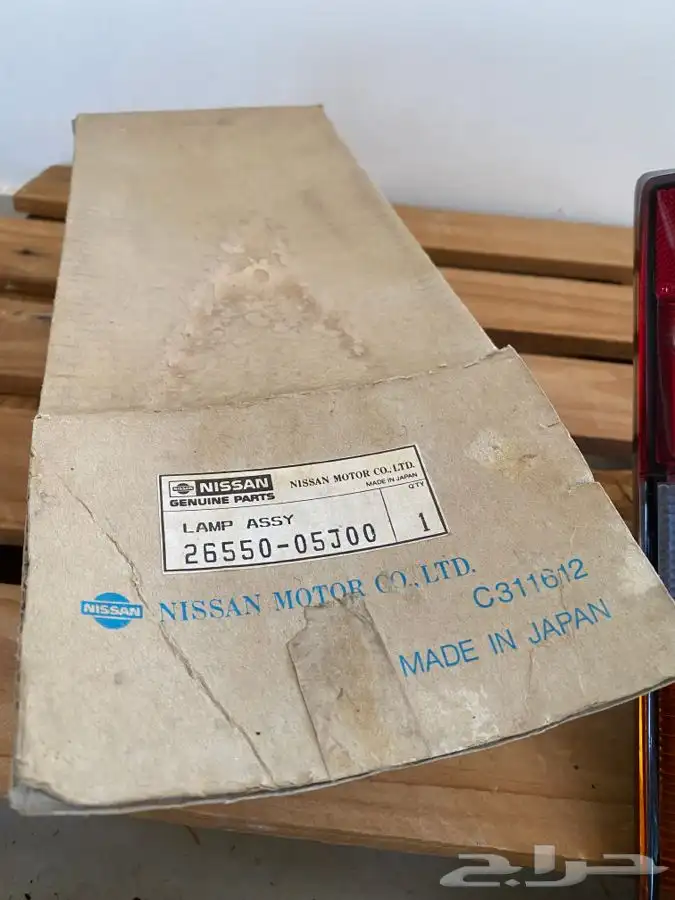 NISSAN NISSAN MOTOR CO., LTD.
GENUINE PARTS MADE IN JAPAN
LAMP ASSY Q'TY
26550-05J00 1
NISSAN NISSAN MOTOR CO., LTD. C311612
MADE IN JAPAN
حراج